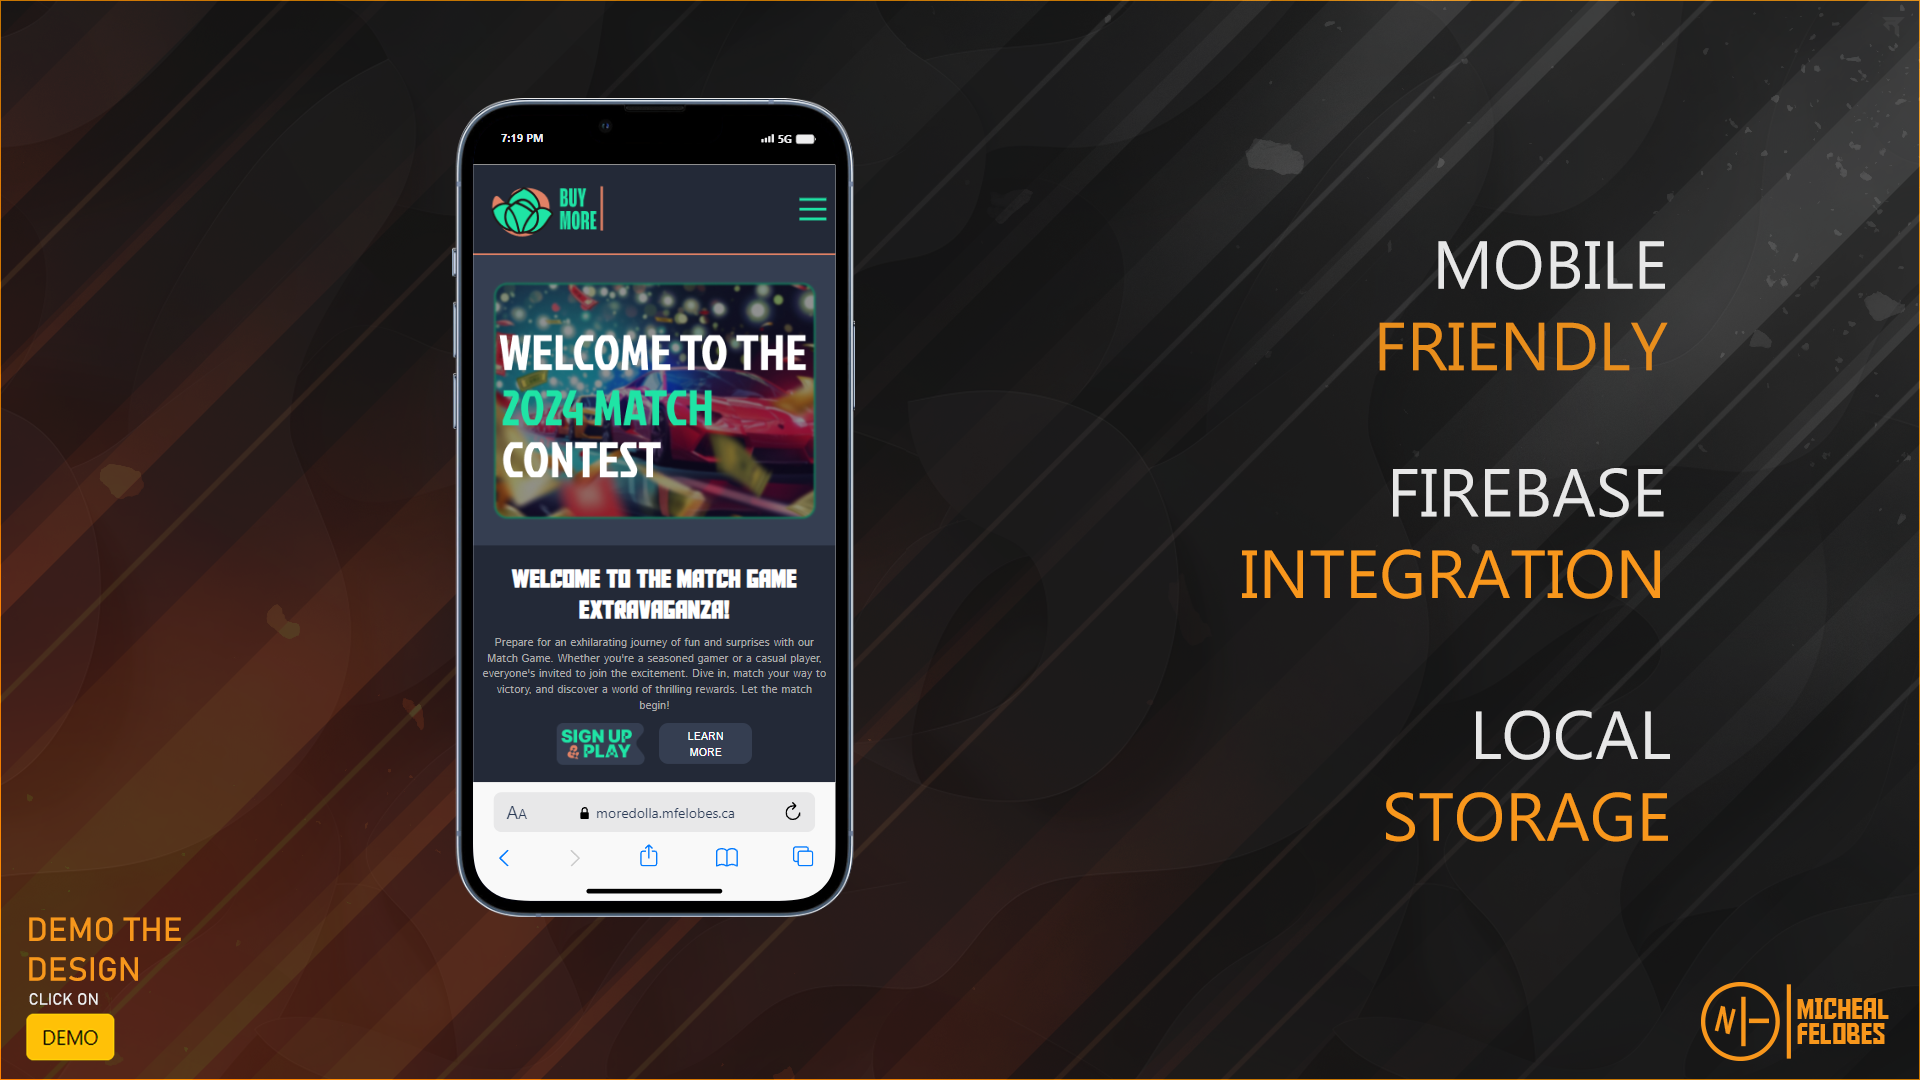 7:19 PM
5G
BUY
MORE
WELCOME TO THE
2024 MATCH
CONTEST
WELCOME TO THE MATCH GAME
EXTRAVAGANZA!
Prepare for an exhilarating journey of fun and surprises with our
Match Game. Whether you're a seasoned gamer or a casual player,
everyone's invited to join the excitement. Dive in, match your way to
victory, and discover a world of thrilling rewards. Let the match
begin!
SIGN UP
& PLAY
LEARN
MORE
AA
moredolla.mfelobes.ca
MOBILE
FRIENDLY
FIREBASE
INTEGRATION
LOCAL
STORAGE
DEMO THE
DESIGN
CLICK ON
DEMO
MICHEAL
FELOBES